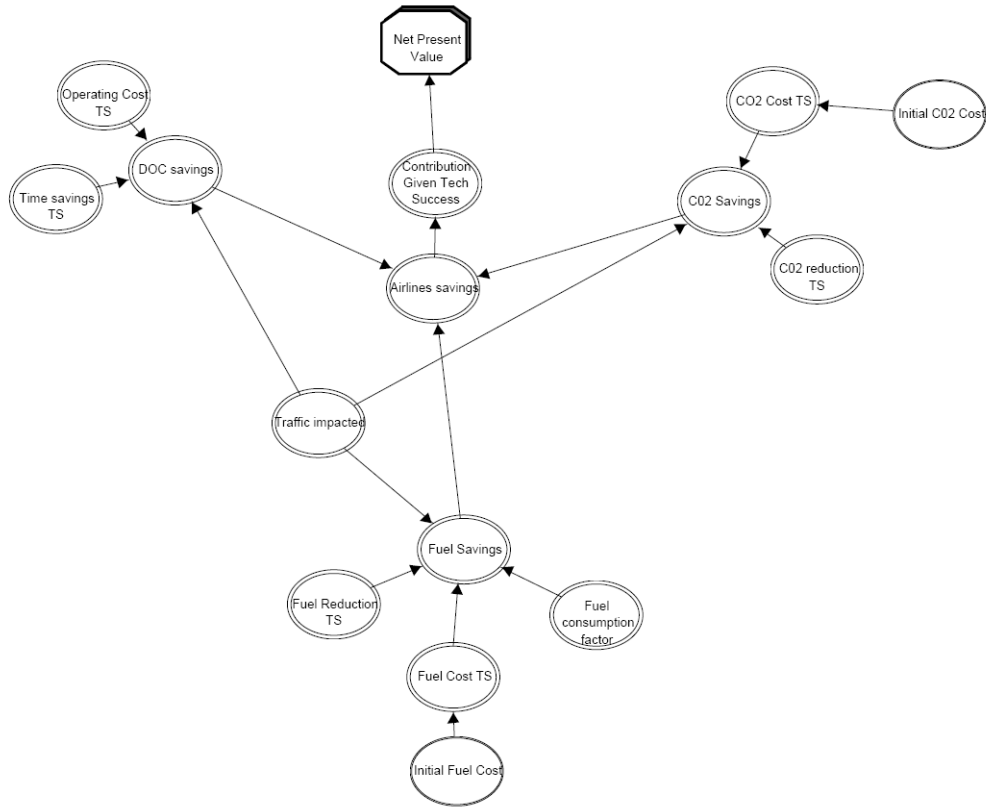 Net Present
Value
Operating Cost
TS
CO2 Cost TS
Initial C02 Cost
DOC savings
Contribution
Given Tech
Success
Time savings
TS
C02 Savings
C02 reduction
TS
Airlines savings
Traffic impacted
Fuel Savings
Fuel Reduction
TS
Fuel
consumption
factor
Fuel Cost TS
Initial Fuel Cost